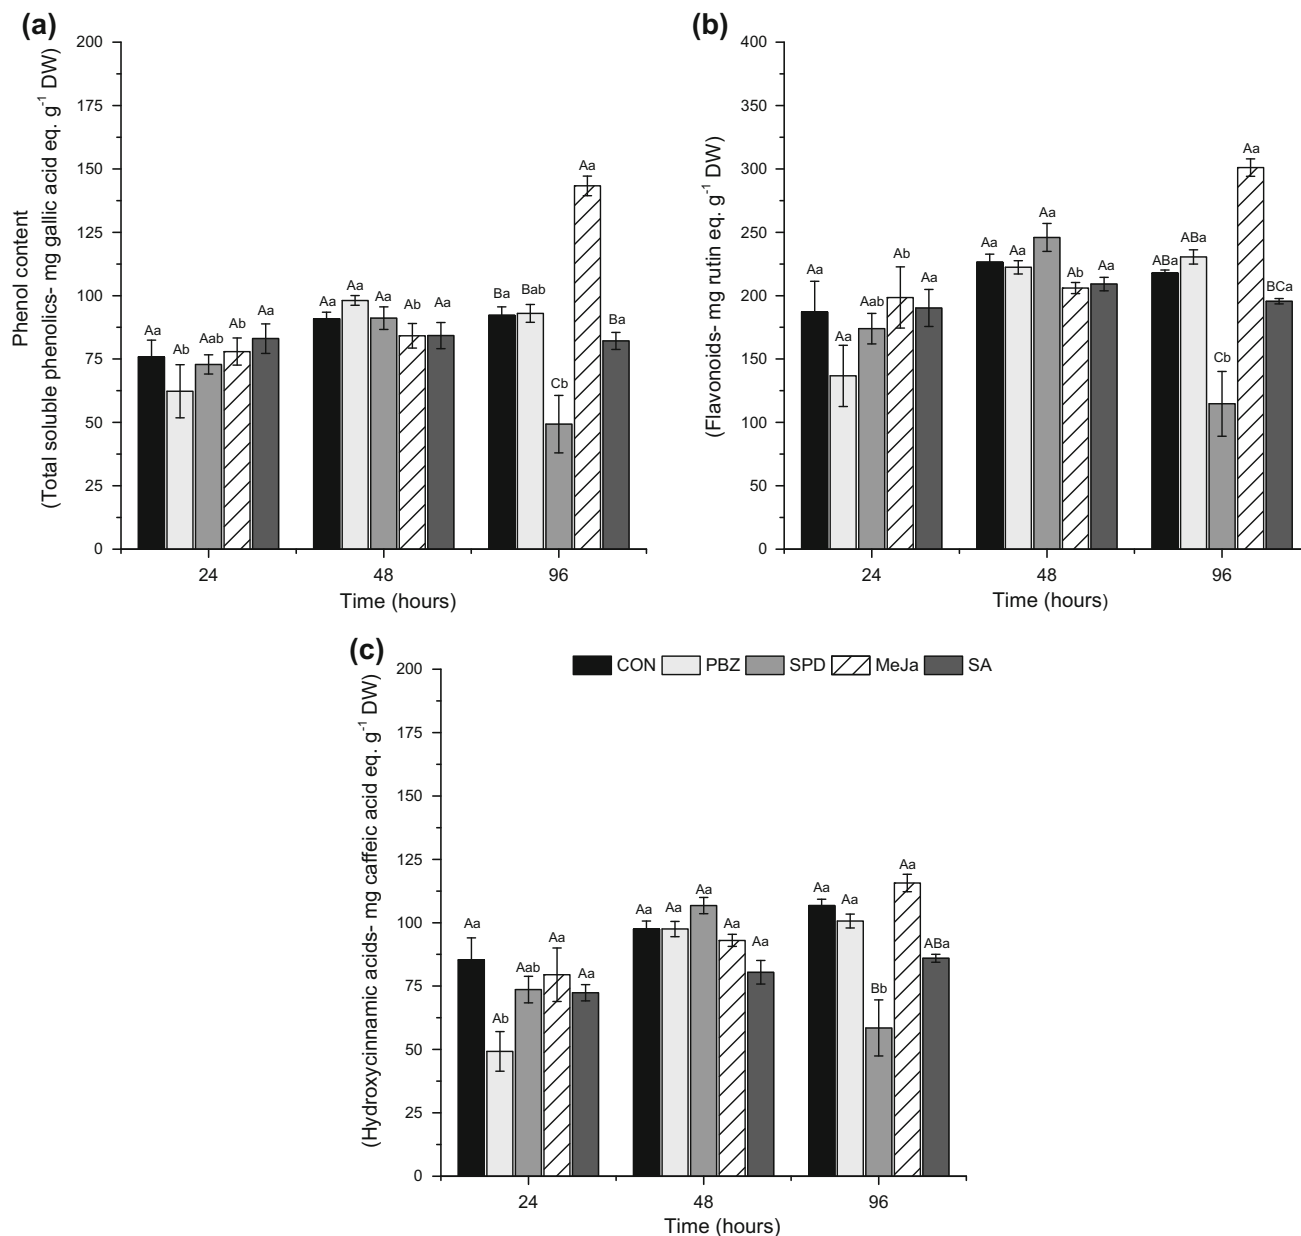 (a)
Phenol content
(Total soluble phenolics- mg gallic acid eq. g⁻¹ DW)
200
175
150
125
100
75
50
25
0
Aa
Ab
Aab
Ab
Aa
Aa
Aa
Aa
Ab
Aa
Ba
Bab
Cb
Aa
Ba
24
48
96
Time (hours)
(b)
(Flavonoids- mg rutin eq. g⁻¹ DW)
400
350
300
250
200
150
100
50
0
Aa
Aa
Aab
Ab
Aa
Aa
Aa
Aa
Ab
Aa
ABa
ABa
Cb
Aa
BCa
24
48
96
Time (hours)
(c)
CON PBZ SPD MeJa SA
(Hydroxycinnamic acids- mg caffeic acid eq. g⁻¹ DW)
200
175
150
125
100
75
50
25
0
Aa
Ab
Aab
Aa
Aa
Aa
Aa
Aa
Aa
Aa
Aa
Aa
Bb
Aa
ABa
24
48
96
Time (hours)